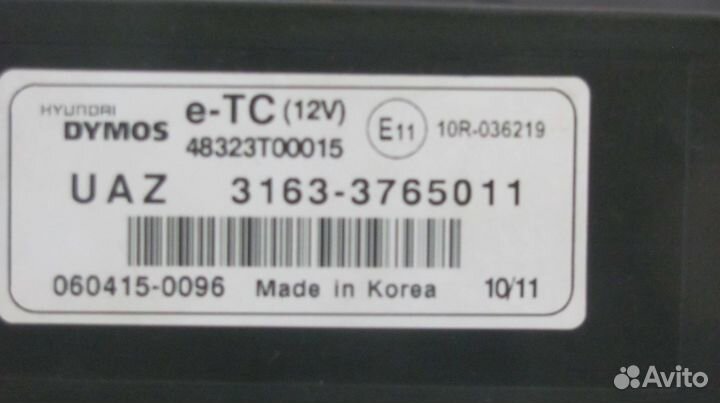 HYUNDAI
DYMOS
e-TC (12V)
48323T00015
E11
10R-036219
UAZ 3163-3765011
060415-0096 Made in Korea 10/11
Avito